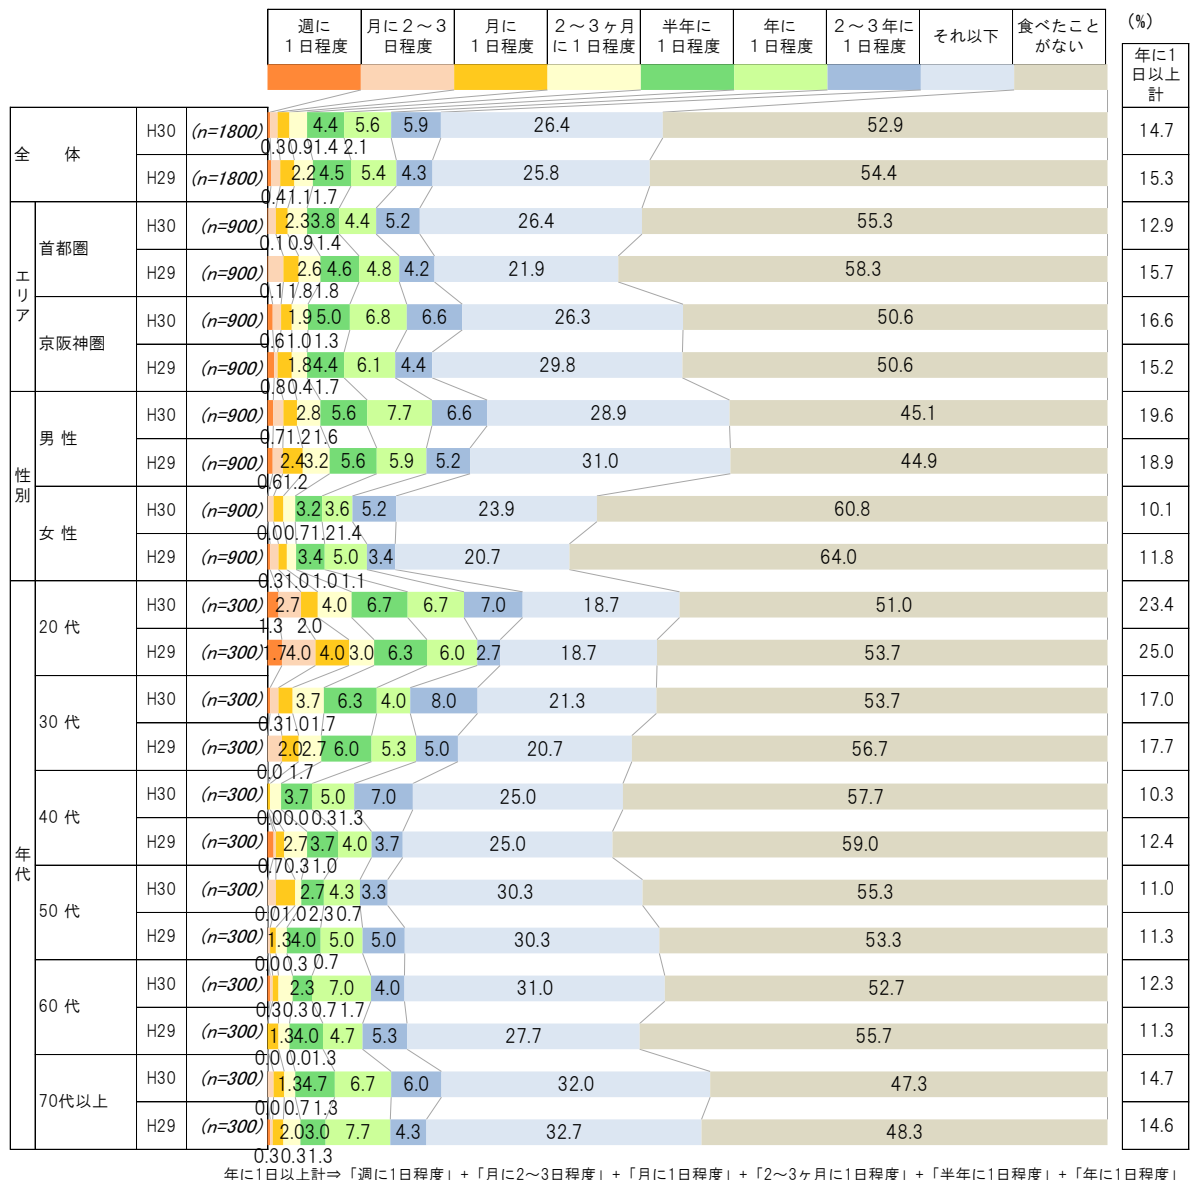 週に
１日程度
月に２～３
日程度
月に
１日程度
２～３ヶ月
に１日程度
半年に
１日程度
年に
１日程度
２～３年に
１日程度
それ以下
食べたこと
がない
(%)
年に1
日以上
計
全　体
H30 (n=1800) 4.4 5.6 5.9 26.4 52.9 14.7
0.3 0.9 1.4 2.1
H29 (n=1800) 2.2 4.5 5.4 4.3 25.8 54.4 15.3
0.4 1.1 1.7
エリア
首都圏
H30 (n=900) 2.3 3.8 4.4 5.2 26.4 55.3 12.9
0.1 0.9 1.4
H29 (n=900) 2.6 4.6 4.8 4.2 21.9 58.3 15.7
0.1 1.8 1.8
京阪神圏
H30 (n=900) 1.9 5.0 6.8 6.6 26.3 50.6 16.6
0.6 1.0 1.3
H29 (n=900) 1.8 4.4 6.1 4.4 29.8 50.6 15.2
0.8 0.4 1.7
性別
男 性
H30 (n=900) 2.8 5.6 7.7 6.6 28.9 45.1 19.6
0.7 1.2 1.6
H29 (n=900) 2.4 3.2 5.6 5.9 5.2 31.0 44.9 18.9
0.6 1.2
女 性
H30 (n=900) 3.2 3.6 5.2 23.9 60.8 10.1
0.0 0.7 1.2 1.4
H29 (n=900) 3.4 5.0 3.4 20.7 64.0 11.8
0.3 1.0 1.0 1.1
年代
20 代
H30 (n=300) 2.7 4.0 6.7 6.7 7.0 18.7 51.0 23.4
1.3 2.0
H29 (n=300) 1.7 4.0 4.0 3.0 6.3 6.0 2.7 18.7 53.7 25.0
30 代
H30 (n=300) 3.7 6.3 4.0 8.0 21.3 53.7 17.0
0.3 1.0 1.7
H29 (n=300) 2.0 2.7 6.0 5.3 5.0 20.7 56.7 17.7
0.0 1.7
40 代
H30 (n=300) 3.7 5.0 7.0 25.0 57.7 10.3
0.0 0.0 0.3 1.3
H29 (n=300) 2.7 3.7 4.0 3.7 25.0 59.0 12.4
0.7 0.3 1.0
50 代
H30 (n=300) 2.7 4.3 3.3 30.3 55.3 11.0
0.0 1.0 2.3 0.7
H29 (n=300) 1.3 4.0 5.0 5.0 30.3 53.3 11.3
0.0 0.3 0.7
60 代
H30 (n=300) 2.3 7.0 4.0 31.0 52.7 12.3
0.3 0.3 0.7 1.7
H29 (n=300) 1.3 4.0 4.7 5.3 27.7 55.7 11.3
0.0 0.0 1.3
70代以上
H30 (n=300) 1.3 4.7 6.7 6.0 32.0 47.3 14.7
0.0 0.7 1.3
H29 (n=300) 2.0 3.0 7.7 4.3 32.7 48.3 14.6
0.3 0.3 1.3
年に1日以上計⇒「週に1日程度」+「月に2～3日程度」+「月に1日程度」+「2～3ヶ月に1日程度」+「半年に1日程度」+「年に1日程度」